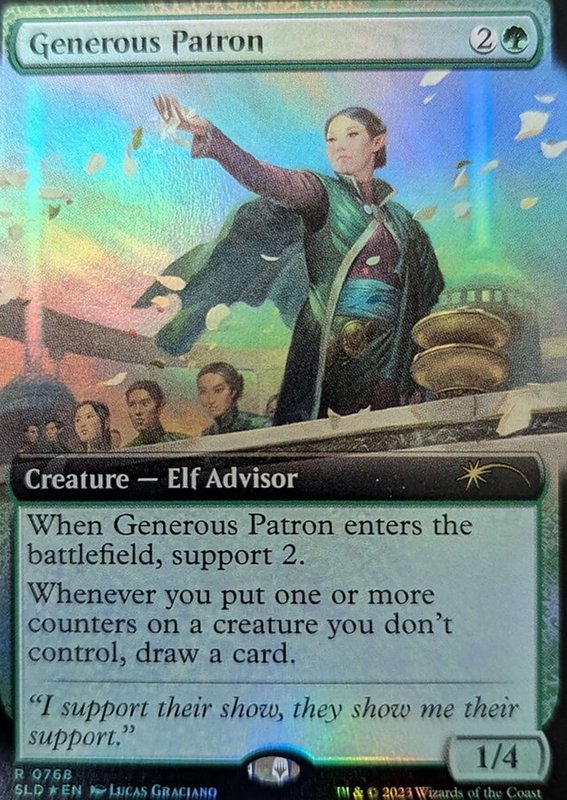 Generous Patron 2
Creature — Elf Advisor
When Generous Patron enters the
battlefield, support 2.
Whenever you put one or more
counters on a creature you don't
control, draw a card.
"I support their show, they show me their
support."
1/4
R 0768
SLD ★ EN Lucas Graciano
TM & © 2023 Wizards of the Coast